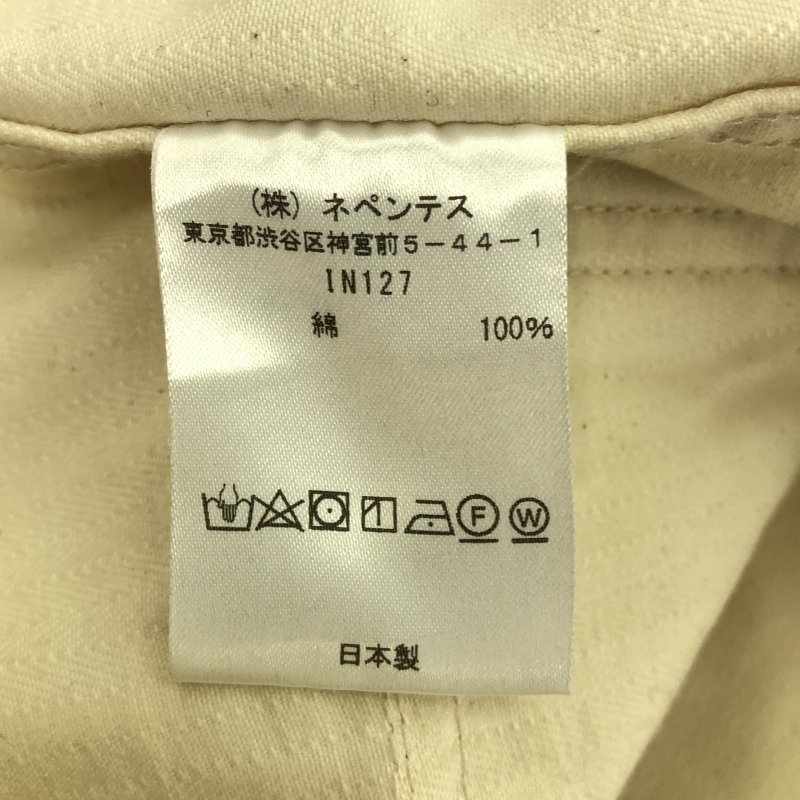 (株) ネペンテス
東京都渋谷区神宮前5-44-1
IN127
綿 100%
F W
日本製